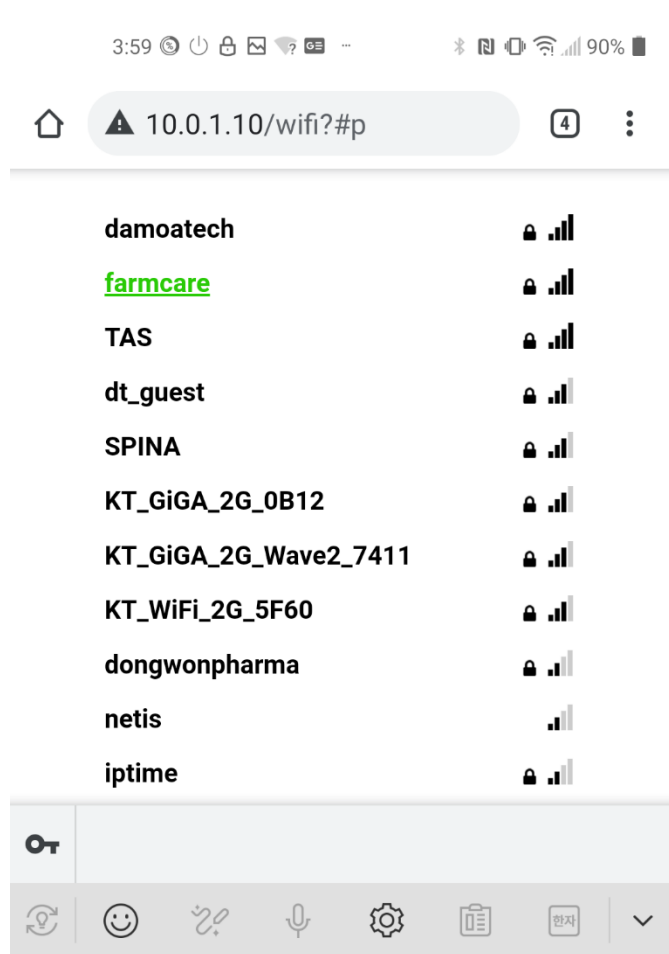 3:59 GE ... 90%
10.0.1.10/wifi?#p 4
damoatech
farmcare
TAS
dt_guest
SPINA
KT_GiGA_2G_0B12
KT_GiGA_2G_Wave2_7411
KT_WiFi_2G_5F60
dongwonpharma
netis
iptime
한자